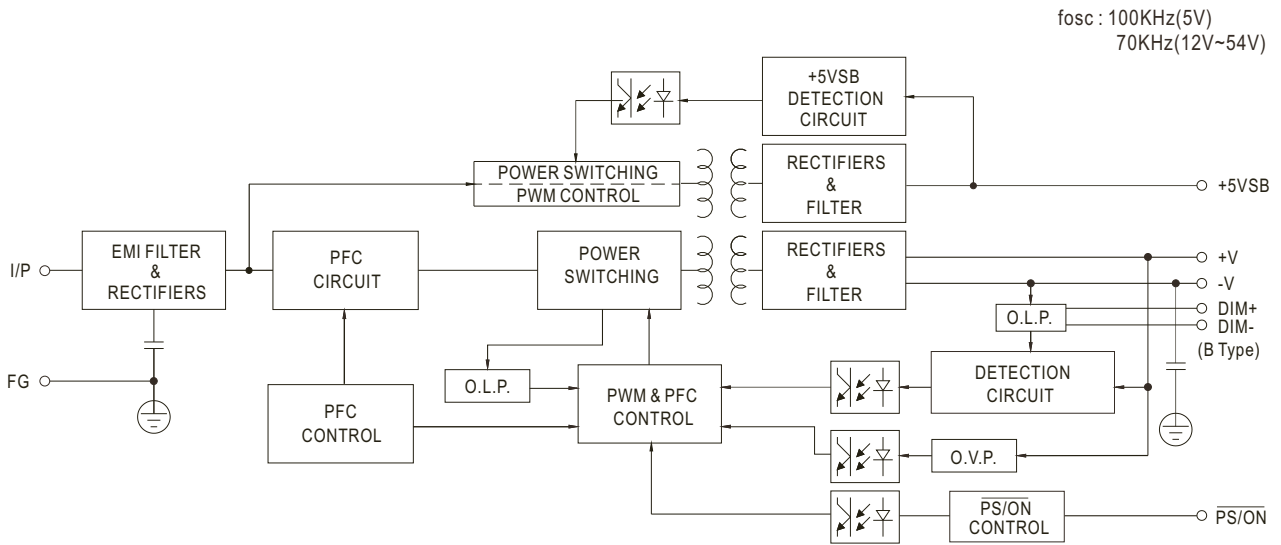 fosc : 100KHz(5V)
70KHz(12V~54V)
+5VSB
DETECTION
CIRCUIT
POWER SWITCHING
PWM CONTROL
RECTIFIERS
&
FILTER
+5VSB
I/P
EMI FILTER
&
RECTIFIERS
PFC
CIRCUIT
POWER
SWITCHING
RECTIFIERS
&
FILTER
+V
-V
O.L.P.
DIM+
DIM-
(B Type)
FG
O.L.P.
PFC
CONTROL
PWM & PFC
CONTROL
DETECTION
CIRCUIT
O.V.P.
PS/ON
CONTROL
PS/ON